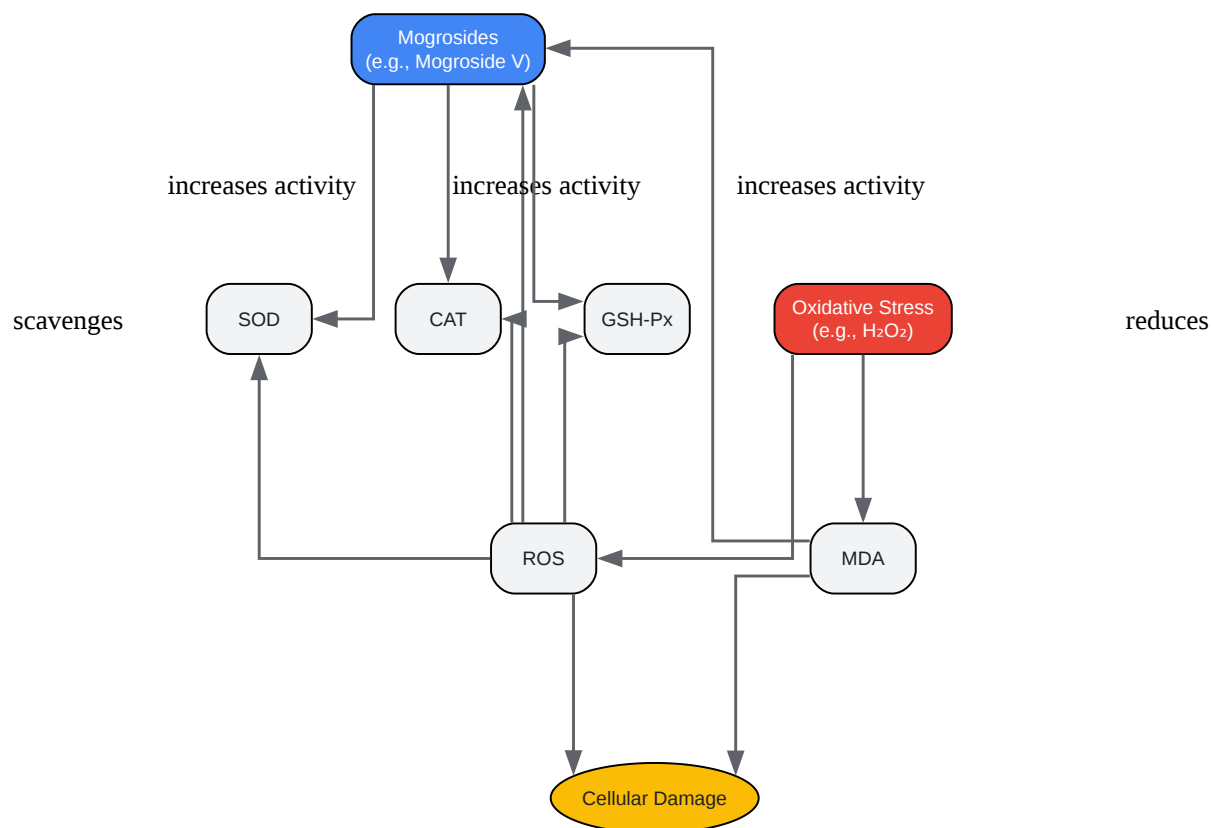 Mogrosides
(e.g., Mogroside V)
increases activity
increases activity
increases activity
scavenges
SOD
CAT
GSH-Px
Oxidative Stress
(e.g., H₂O₂)
reduces
ROS
MDA
Cellular Damage